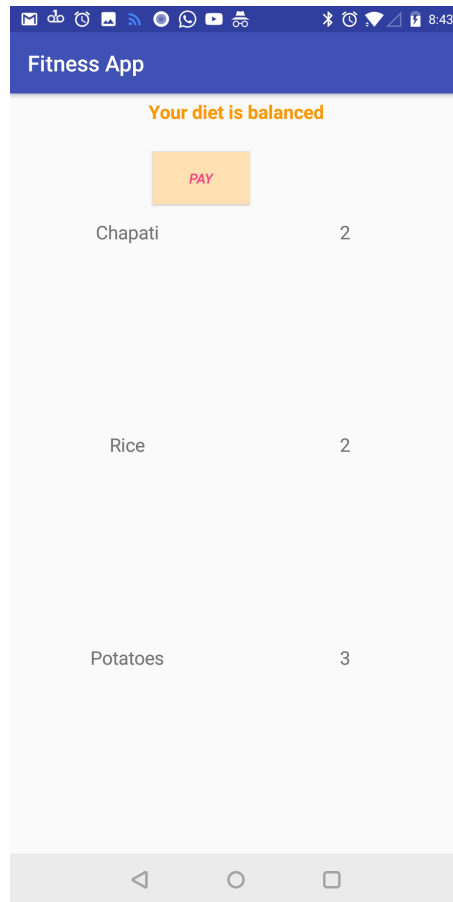 8:43
Fitness App
Your diet is balanced
PAY
Chapati 2
Rice 2
Potatoes 3